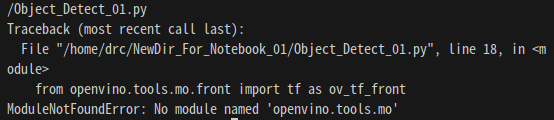 /Object_Detect_01.py
Traceback (most recent call last):
  File "/home/drc/NewDir_For_Notebook_01/Object_Detect_01.py", line 18, in <m
odule>
    from openvino.tools.mo.front import tf as ov_tf_front
ModuleNotFoundError: No module named 'openvino.tools.mo'